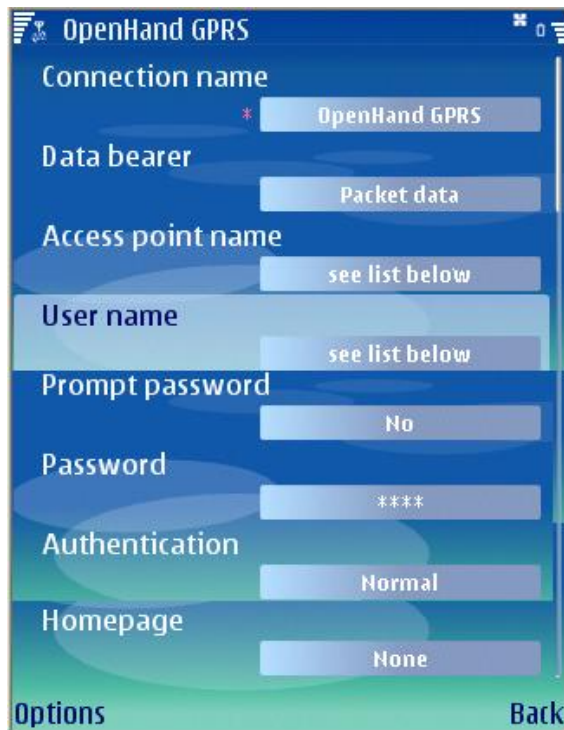 OpenHand GPRS
Connection name
* OpenHand GPRS
Data bearer
Packet data
Access point name
see list below
User name
see list below
Prompt password
No
Password
****
Authentication
Normal
Homepage
None
Options Back